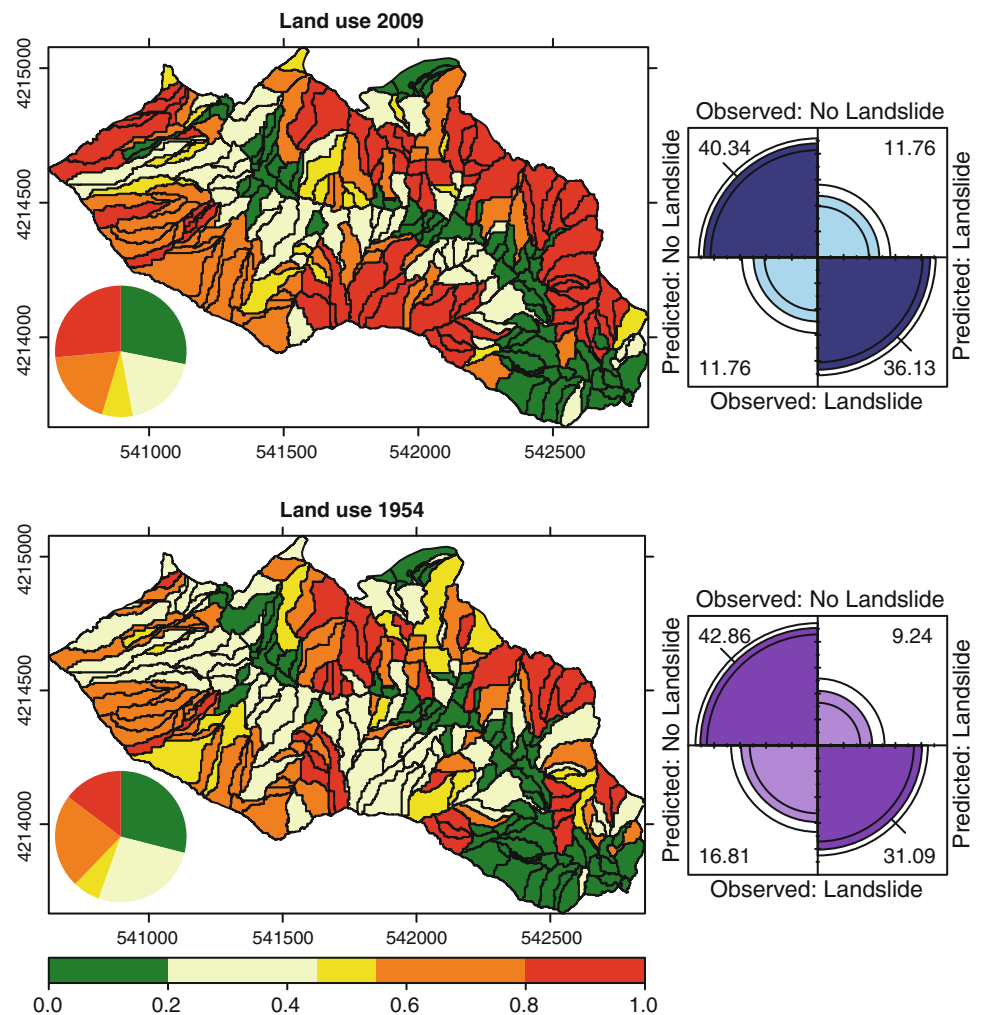 Land use 2009
4215000
4214500
4214000
541000 541500 542000 542500
Observed: No Landslide
Predicted: No Landslide
40.34 11.76
11.76 36.13
Predicted: Landslide
Observed: Landslide
Land use 1954
4215000
4214500
4214000
541000 541500 542000 542500
Observed: No Landslide
Predicted: No Landslide
42.86 9.24
16.81 31.09
Predicted: Landslide
Observed: Landslide
0.0 0.2 0.4 0.6 0.8 1.0